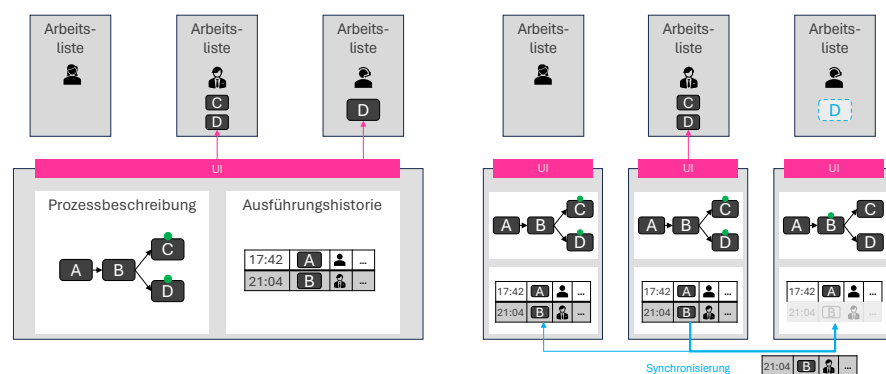 Arbeits-
liste
Arbeits-
liste
C
D
Arbeits-
liste
D
UI
Prozessbeschreibung
A
B
C
D
Ausführungshistorie
17:42 A ...
21:04 B ...
Arbeits-
liste
Arbeits-
liste
C
D
Arbeits-
liste
D
UI
A
B
C
D
17:42 A ...
21:04 B ...
UI
A
B
C
D
17:42 A ...
21:04 B ...
UI
A
B
C
D
17:42 A ...
21:04 B ...
Synchronisierung
21:04 B ...